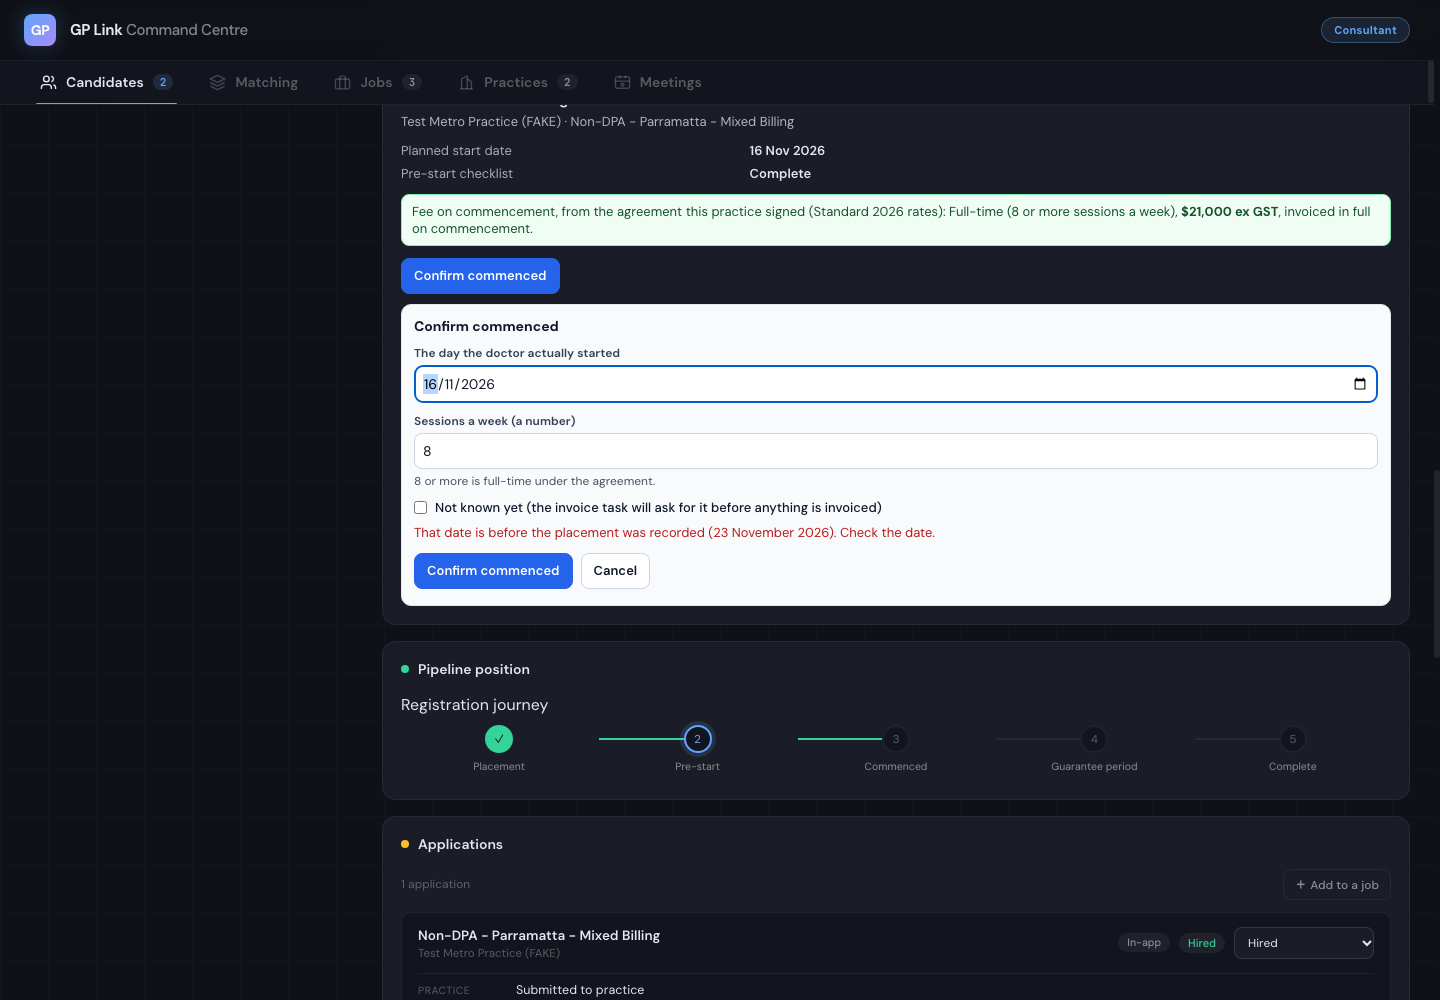 GP
GP Link Command Centre
Consultant
Candidates 2
Matching
Jobs 3
Practices 2
Meetings
Test Metro Practice (FAKE) · Non-DPA - Parramatta - Mixed Billing
Planned start date 16 Nov 2026
Pre-start checklist Complete
Fee on commencement, from the agreement this practice signed (Standard 2026 rates): Full-time (8 or more sessions a week), $21,000 ex GST, invoiced in full
on commencement.
Confirm commenced
Confirm commenced
The day the doctor actually started
16/11/2026
Sessions a week (a number)
8
8 or more is full-time under the agreement.
Not known yet (the invoice task will ask for it before anything is invoiced)
That date is before the placement was recorded (23 November 2026). Check the date.
Confirm commenced Cancel
Pipeline position
Registration journey
2 3 4 5
Placement Pre-start Commenced Guarantee period Complete
Applications
1 application
+ Add to a job
Non-DPA - Parramatta - Mixed Billing
Test Metro Practice (FAKE)
In-app Hired Hired
PRACTICE Submitted to practice